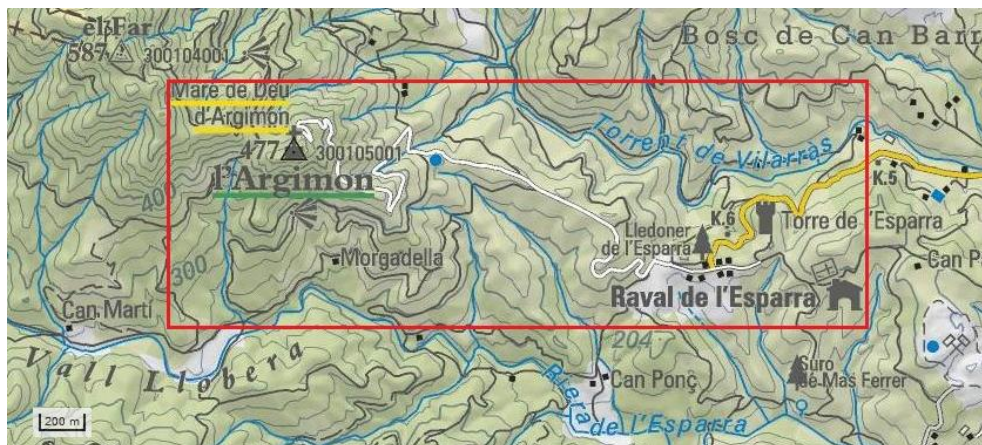 el Far
587 300104001
Bosc de Can Barr
Mare de Déu
d'Argimon
477 300105001
l'Argimon
400
300
Morgadella
Torrent de Vilarràs
K.5
K.6
Torre de l'Esparra
Lledoner
de l'Esparra
Raval de l'Esparra
Can P
Can Martí
Vall Llobera
204
Can Ponç
Riera de l'Esparra
Suro
de Mas Ferrer
200 m